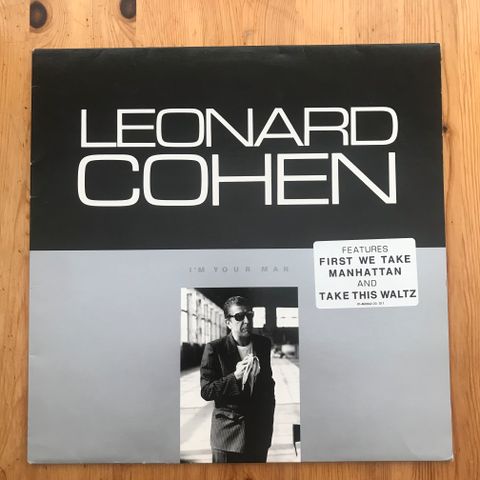 LEONARD
COHEN
I'M YOUR MAN
FEATURES
FIRST WE TAKE
MANHATTAN
AND
TAKE THIS WALTZ